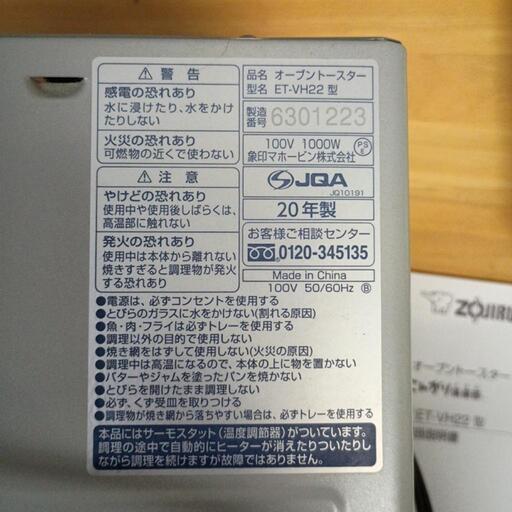 ⚠ 警告
感電の恐れあり
水に浸けたり、水をかけ
たりしない
火災の恐れあり
可燃物の近くで使わない
⚠ 注意
やけどの恐れあり
使用中や使用後しばらくは、
高温部に触れない
発火の恐れあり
使用中は本体から離れない
焼きすぎると調理物が発火
する恐れあり
品名 オーブントースター
型名 ET-VH22 型
製造
番号
6301223
100V 1000W
PS
E
象印マホービン株式会社
JQA
JQ10191
20年製
お客様ご相談センター
0120-345135
Made in China
100V 50/60Hz Ⓑ
●電源は、必ずコンセントを使用する
●とびらのガラスに水をかけない(割れる原因)
●魚・肉・フライは必ずトレーを使用する
●調理以外の目的で使用しない
●焼き網をはずして使用しない(火災の原因)
●調理中は高温になるので、本体の上に物を置かない
●バターやジャムを塗ったパンを焼かない
●とびらを開けたまま調理しない
●必ず、くず受皿を取りつける
●調理物が焼き網から落ちやすい場合は、必ずトレーを使用する
本品にはサーモスタット(温度調節器)がついています。
調理の途中で自動的にヒーターが消えたりついたりし
ながら調理を続けますが故障ではありません。
ZOJIRU
オーブントースター
こんがり
ET-VH22 型